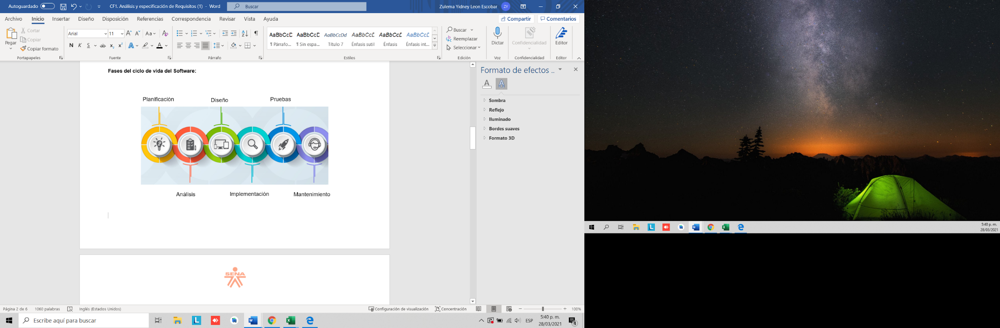 Autoguardado
CF1. Análisis y especificación de Requisitos (1) - Word
Buscar
Zulema Yidney Leon Escobar
ZY
Archivo Inicio Insertar Diseño Disposición Referencias Correspondencia Revisar Vista Ayuda
Compartir
Comentarios
Pegar
Cortar
Copiar
Copiar formato
Portapapeles
Arial 11
Aa
N K S ab x₂ x²
Fuente
Párrafo
AaBbCcD AaBbCcD AaBbCcDd AaBbCcD AaBbCcD AaBbCcD
¶ Párrafo... ¶ Sin espa... Título 7 Énfasis sutil Énfasis Énfasis int...
Estilos
Buscar
Reemplazar
Seleccionar
Edición
Dictar
Voz
Confidencialidad
Confidencialidad
Editor
Editor
Fases del ciclo de vida del Software:
Planificación Diseño Pruebas
Análisis Implementación Mantenimiento
SENA
Formato de efectos ..
Sombra
Reflejo
Iluminado
Bordes suaves
Formato 3D
Página 2 de 6 1060 palabras Inglés (Estados Unidos)
Configuración de visualización Concentración 100%
Escribe aquí para buscar
ESP
5:40 p. m.
28/03/2021
4
5:40 p. m.
28/03/2021